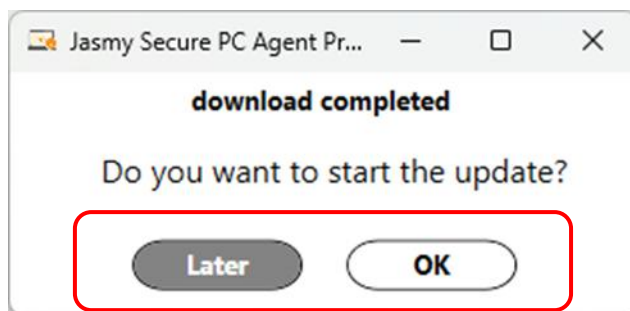 Jasmy Secure PC Agent Pr...
download completed
Do you want to start the update?
Later OK